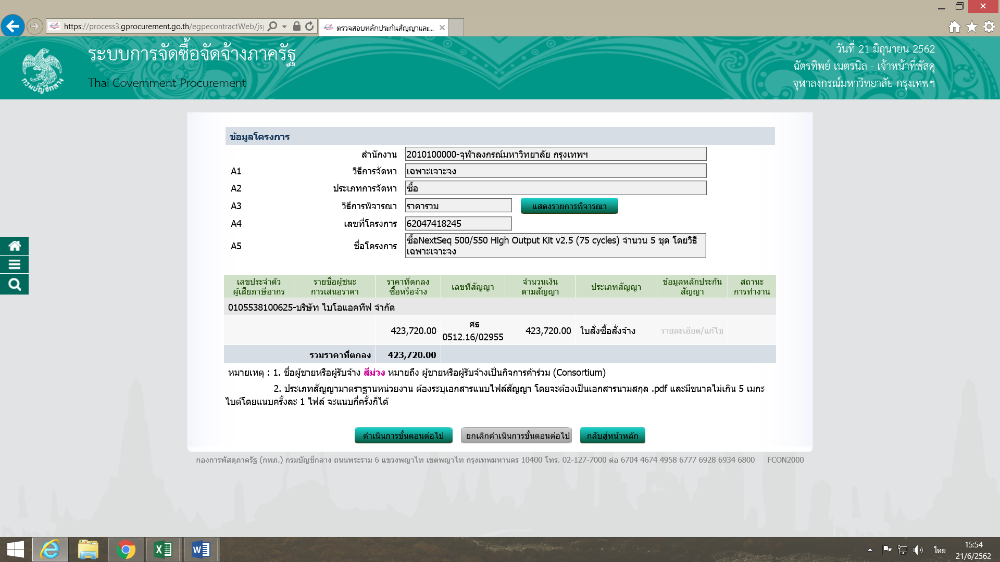 https://process3.gprocurement.go.th/egpecontractWeb/js
ตรวจสอบหลักประกันสัญญาและ...
ระบบการจัดซื้อจัดจ้างภาครัฐ
Thai Government Procurement
กรมบัญชีกลาง
วันที่ 21 มิถุนายน 2562
ฉัตรทิพย์ เนตรนิล - เจ้าหน้าที่พัสดุ
จุฬาลงกรณ์มหาวิทยาลัย กรุงเทพฯ
ข้อมูลโครงการ
สำนักงาน 2010100000-จุฬาลงกรณ์มหาวิทยาลัย กรุงเทพฯ
A1 วิธีการจัดหา เฉพาะเจาะจง
A2 ประเภทการจัดหา ซื้อ
A3 วิธีการพิจารณา ราคารวม แสดงรายการพิจารณา
A4 เลขที่โครงการ 62047418245
A5 ชื่อโครงการ ซื้อNextSeq 500/550 High Output Kit v2.5 (75 cycles) จำนวน 5 ชุด โดยวิธี
เฉพาะเจาะจง
เลขประจำตัว รายชื่อผู้ชนะ ราคาที่ตกลง เลขที่สัญญา จำนวนเงิน ประเภทสัญญา ข้อมูลหลักประกัน สถานะ
ผู้เสียภาษีอากร การเสนอราคา ซื้อหรือจ้าง ตามสัญญา สัญญา การทำงาน
0105538100625-บริษัท ไบโอแอคทีฟ จำกัด
423,720.00 ศธ 423,720.00 ใบสั่งซื้อสั่งจ้าง รายละเอียด/แก้ไข
0512.16/02955
รวมราคาที่ตกลง 423,720.00
หมายเหตุ : 1. ชื่อผู้ขายหรือผู้รับจ้าง สีม่วง หมายถึง ผู้ขายหรือผู้รับจ้างเป็นกิจการค้าร่วม (Consortium)
2. ประเภทสัญญามาตราฐานหน่วยงาน ต้องระบุเอกสารแนบไฟล์สัญญา โดยจะต้องเป็นเอกสารนามสกุล .pdf และมีขนาดไม่เกิน 5 เมกะ
ไบต์โดยแนบครั้งละ 1 ไฟล์ จะแนบกี่ครั้งก็ได้
ดำเนินการขั้นตอนต่อไป ยกเลิกดำเนินการขั้นตอนต่อไป กลับสู่หน้าหลัก
กองการพัสดุภาครัฐ (กพภ.) กรมบัญชีกลาง ถนนพระราม 6 แขวงพญาไท เขตพญาไท กรุงเทพมหานคร 10400 โทร. 02-127-7000 ต่อ 6704 4674 4958 6777 6928 6934 6800 FCON2000
ไทย
15:54
21/6/2562